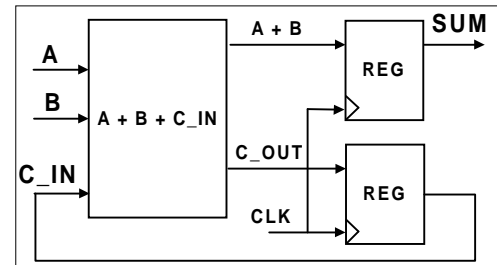 A + B
SUM
A
REG
B
A + B + C_IN
C_OUT
C_IN
REG
CLK